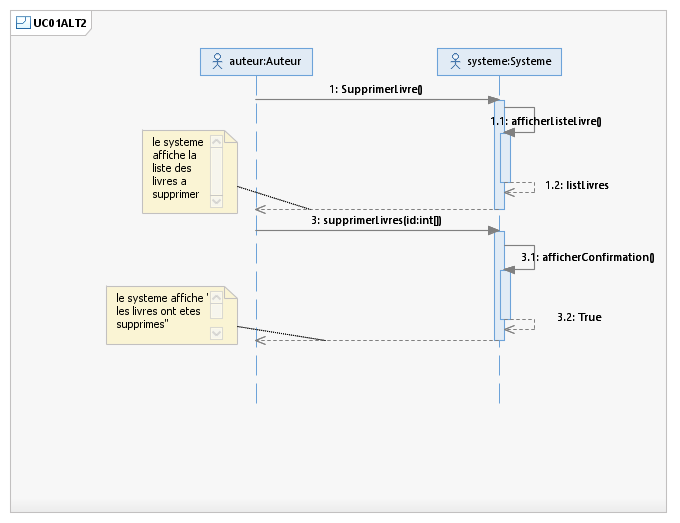 UC01ALT2
auteur:Auteur
systeme:Systeme
1: SupprimerLivre()
1.1: afficherListeLivre()
le systeme
affiche la
liste des
livres a
supprimer
1.2: listLivres
3: supprimerLivres(id:int[])
3.1: afficherConfirmation()
le systeme affiche "
les livres ont etes
supprimes"
3.2: True